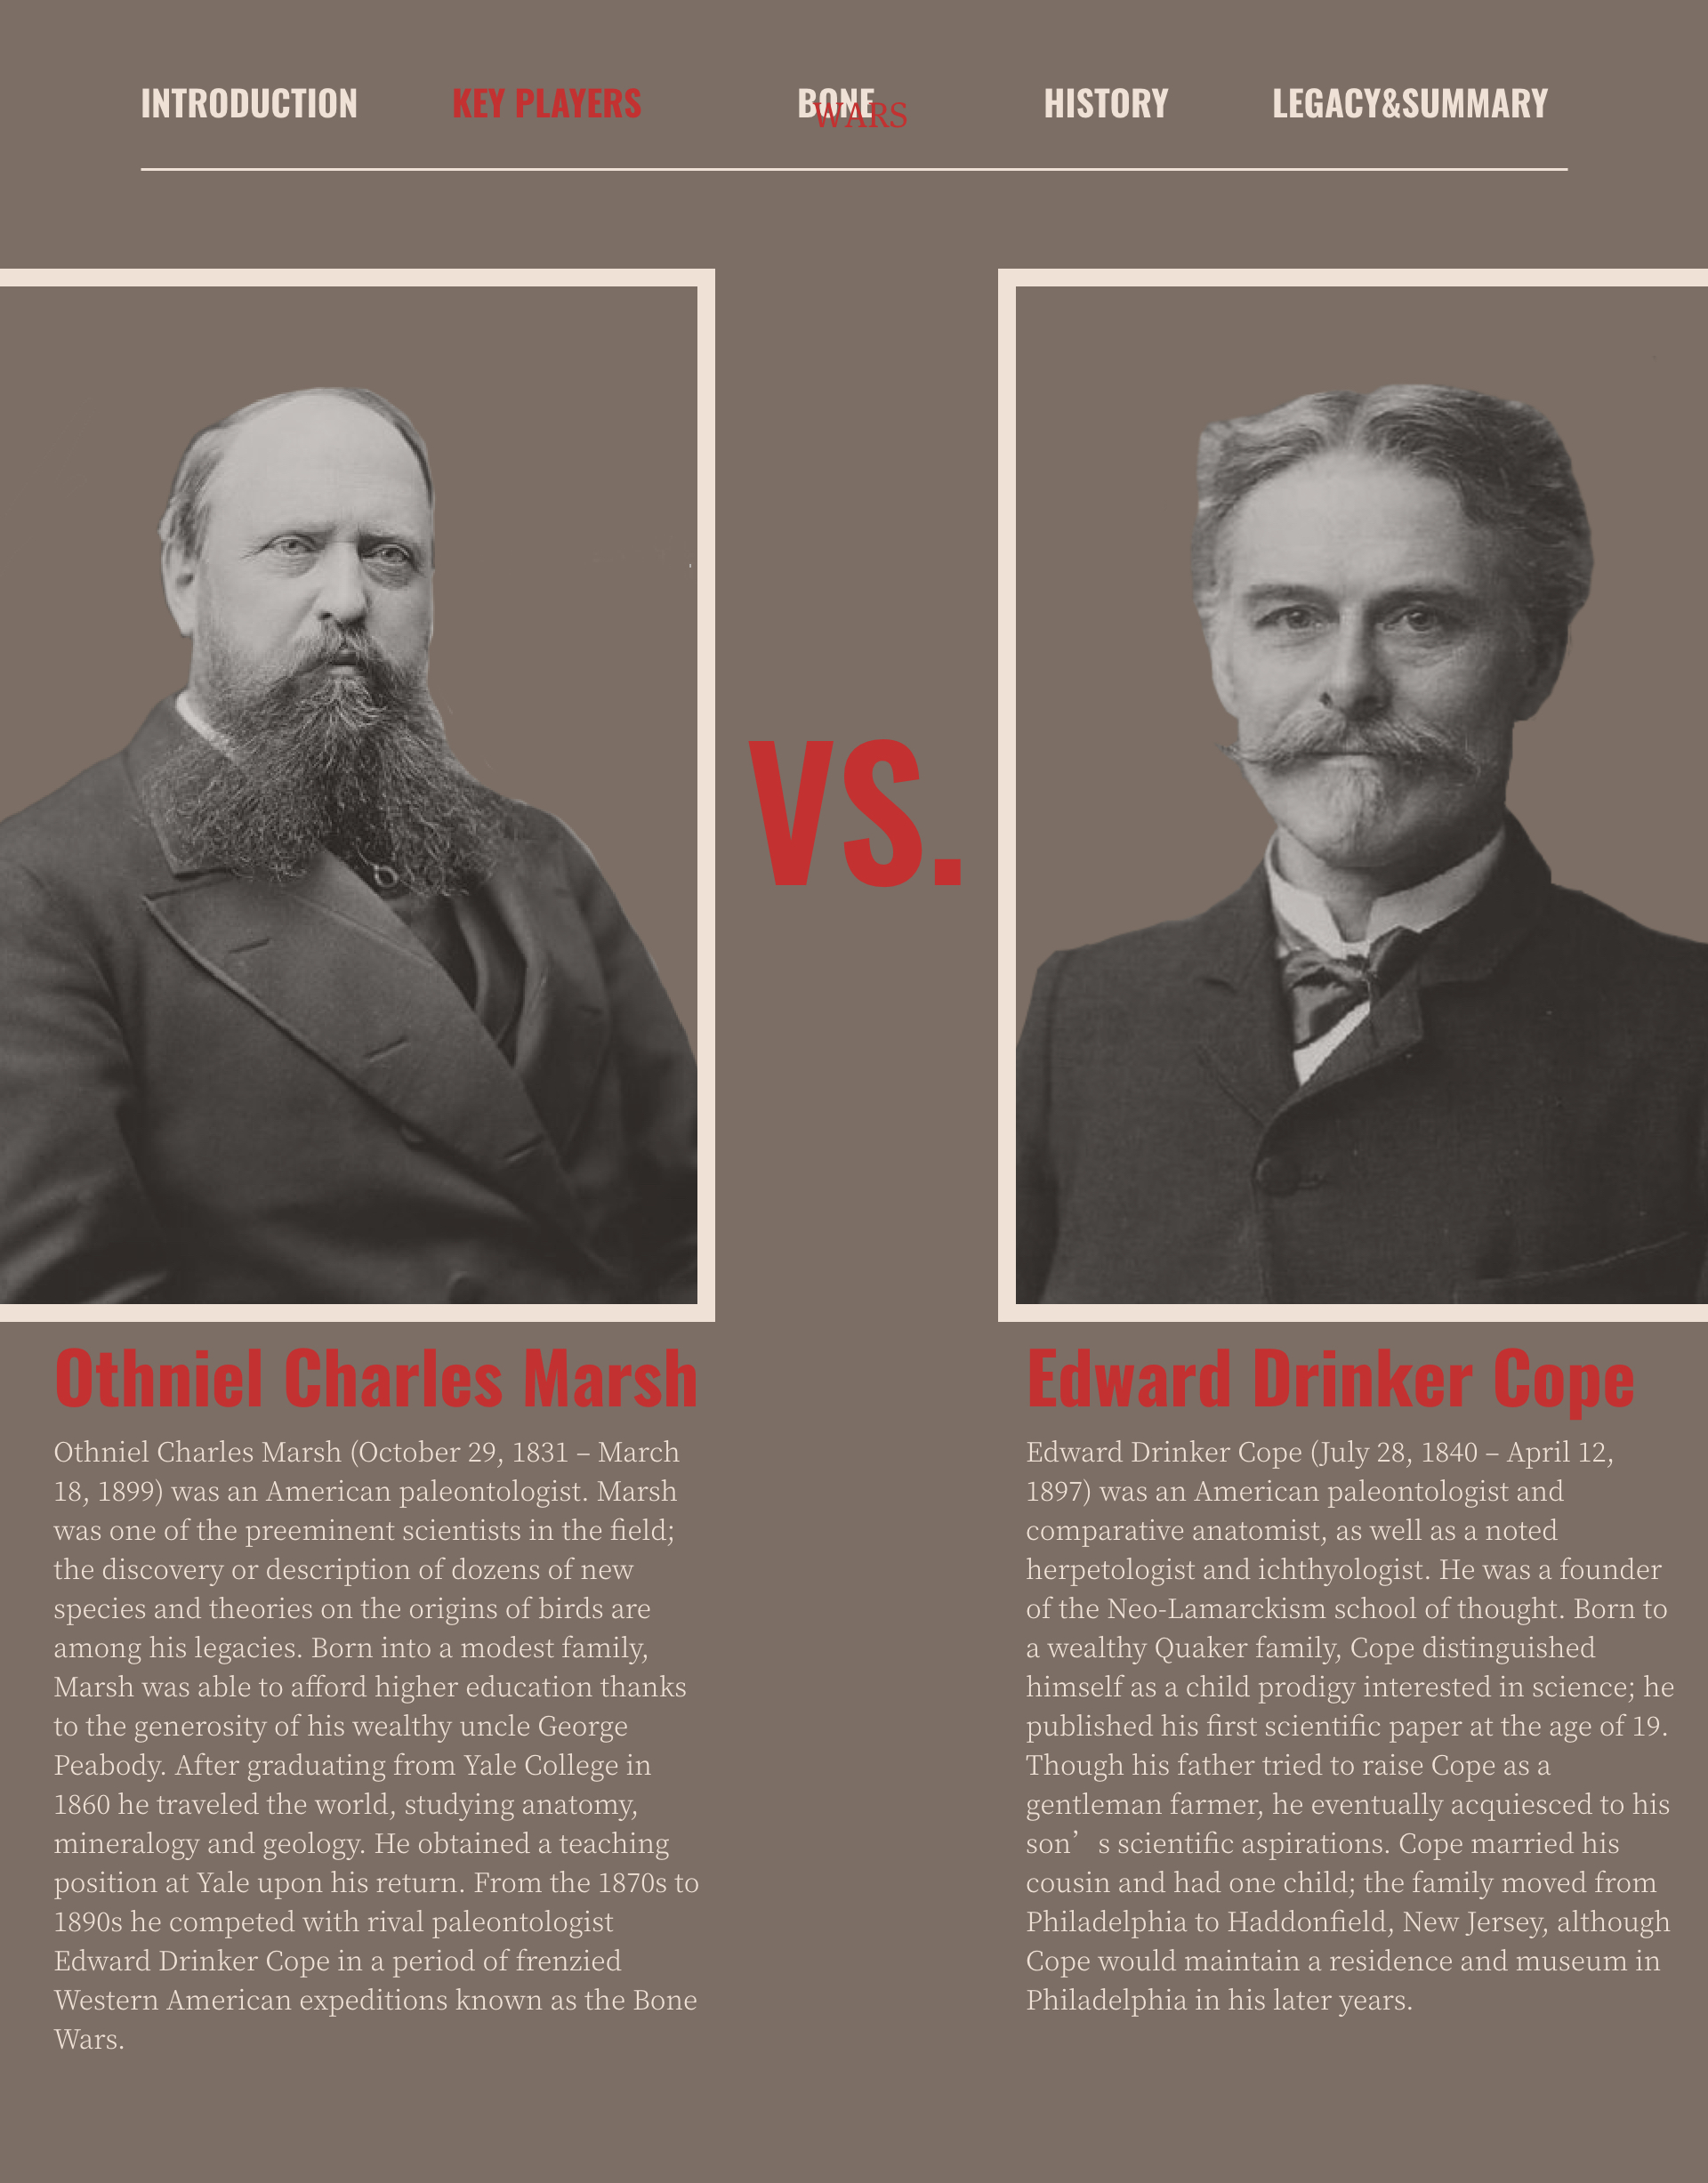 INTRODUCTION
KEY PLAYERS
BONE
WARS
HISTORY
LEGACY&SUMMARY
VS.
Othniel Charles Marsh
Othniel Charles Marsh (October 29, 1831 – March
18, 1899) was an American paleontologist. Marsh
was one of the preeminent scientists in the field;
the discovery or description of dozens of new
species and theories on the origins of birds are
among his legacies. Born into a modest family,
Marsh was able to afford higher education thanks
to the generosity of his wealthy uncle George
Peabody. After graduating from Yale College in
1860 he traveled the world, studying anatomy,
mineralogy and geology. He obtained a teaching
position at Yale upon his return. From the 1870s to
1890s he competed with rival paleontologist
Edward Drinker Cope in a period of frenzied
Western American expeditions known as the Bone
Wars.
Edward Drinker Cope
Edward Drinker Cope (July 28, 1840 – April 12,
1897) was an American paleontologist and
comparative anatomist, as well as a noted
herpetologist and ichthyologist. He was a founder
of the Neo-Lamarckism school of thought. Born to
a wealthy Quaker family, Cope distinguished
himself as a child prodigy interested in science; he
published his first scientific paper at the age of 19.
Though his father tried to raise Cope as a
gentleman farmer, he eventually acquiesced to his
son’s scientific aspirations. Cope married his
cousin and had one child; the family moved from
Philadelphia to Haddonfield, New Jersey, although
Cope would maintain a residence and museum in
Philadelphia in his later years.